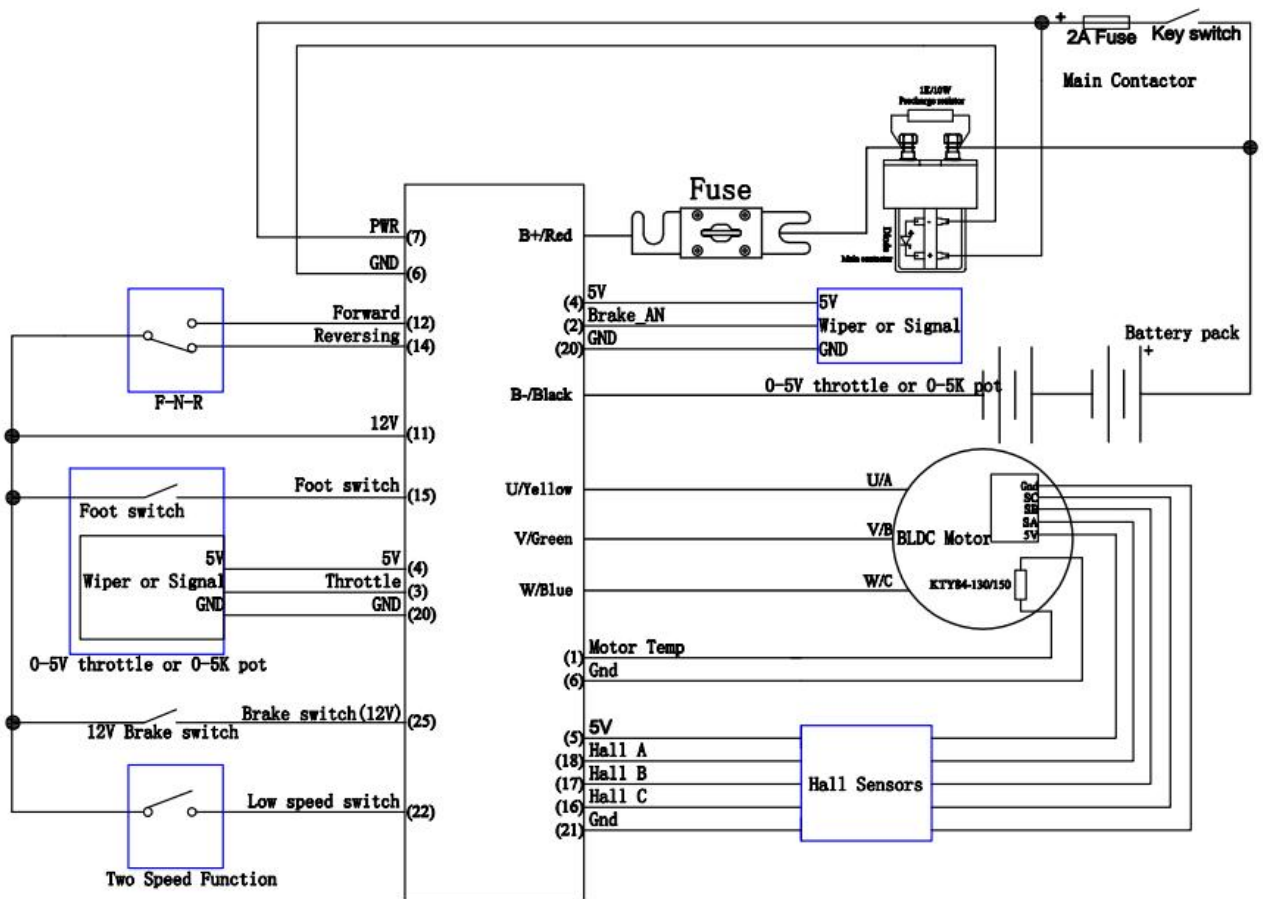 +
2A Fuse
Key switch
Main Contactor
1K/10W
Precharge resistor
Fuse
PWR
(7)
GND
(6)
B+/Red
-
+
Diode
Main contactor
Forward
(12)
Reversing
(14)
F-N-R
5V
(4)
Brake_AN
(2)
GND
(20)
5V
Wiper or Signal
GND
0-5V throttle or 0-5K pot
Battery pack
+
B-/Black
12V
(11)
Foot switch
(15)
Foot switch
5V
Wiper or Signal
GND
5V
(4)
Throttle
(3)
GND
(20)
0-5V throttle or 0-5K pot
U/Yellow
U/A
V/Green
V/B
W/Blue
W/C
BLDC Motor
Gnd
SC
SB
SA
5V
KTY84-130/150
Motor Temp
(1)
Gnd
(6)
Brake switch(12V)
(25)
12V Brake switch
Low speed switch
(22)
Two Speed Function
5V
(5)
Hall A
(18)
Hall B
(17)
Hall C
(16)
Gnd
(21)
Hall Sensors